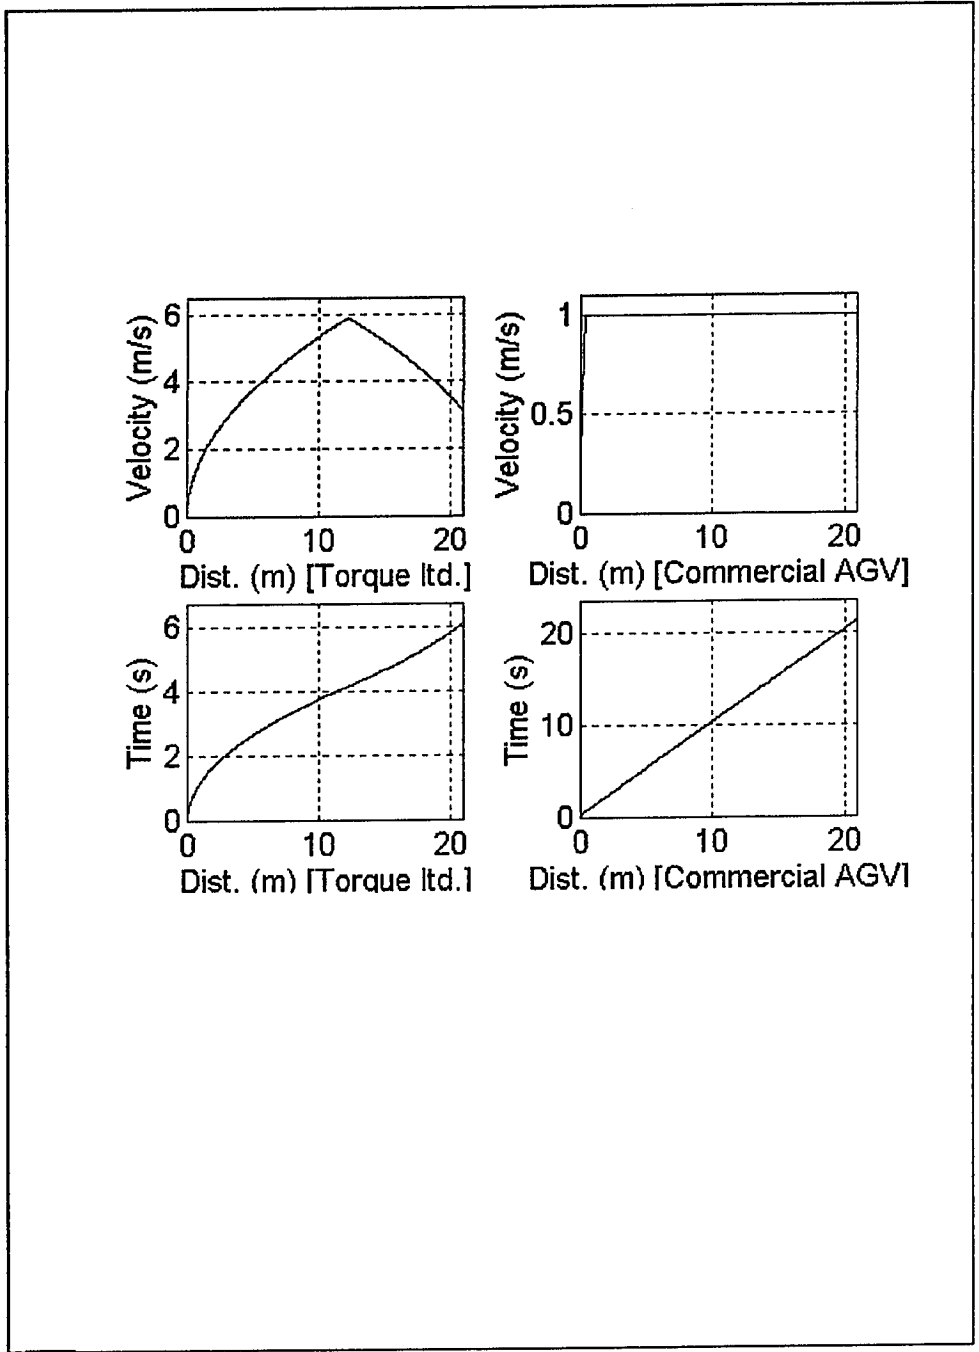 Velocity (m/s)
6
4
2
0
0 10 20
Dist. (m) [Torque ltd.]
Velocity (m/s)
1
0.5
0
0 10 20
Dist. (m) [Commercial AGV]
Time (s)
6
4
2
0
0 10 20
Dist. (m) [Torque ltd.]
Time (s)
20
10
0
0 10 20
Dist. (m) [Commercial AGV]